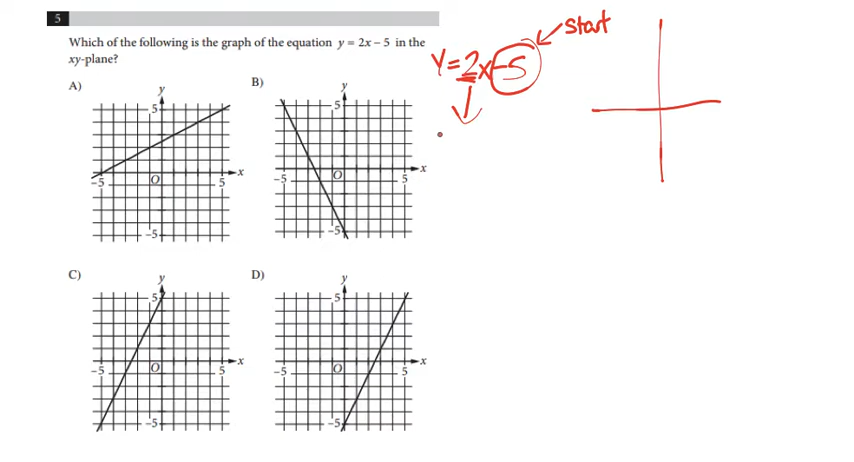 5
Which of the following is the graph of the equation y = 2x – 5 in the
xy-plane?
A)
y
5
x
–5
O
5
–5
B)
y
5
x
–5
O
5
–5
C)
y
5
x
–5
O
5
–5
D)
y
5
x
–5
O
5
–5
start
y = 2x – 5